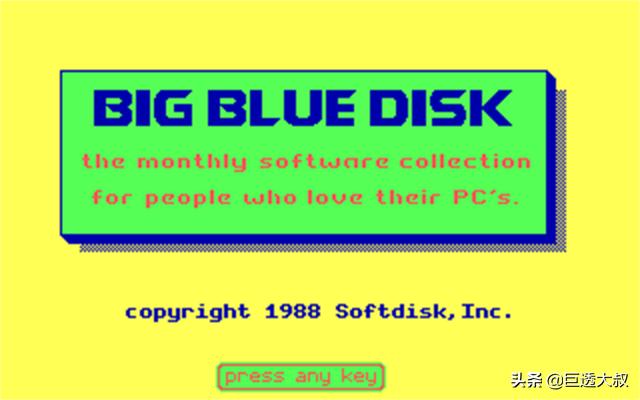 BIG BLUE DISK
the monthly software collection
for people who love their PC's.
copyright 1988 Softdisk, Inc.
press any key
头条 @巨透大叔